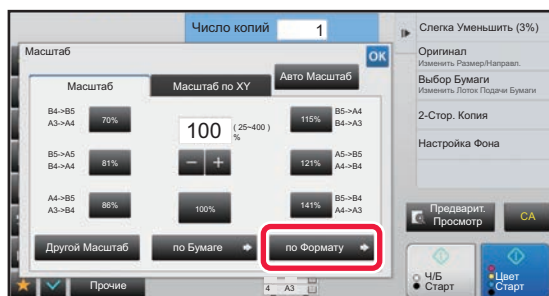 Число копий 1
Масштаб
OK
Масштаб
Масштаб по XY
Авто Масштаб
B4->B5
A3->A4
70%
100
( 25~400 )
%
115%
B5->A4
B4->A3
B5->A5
B4->A4
81%
− +
121%
A5->B5
A4->B4
A4->B5
A3->B4
86%
100%
141%
B5->B4
A4->A3
Другой Масштаб
по Бумаге
по Формату
Прочие
4 A3
Слегка Уменьшить (3%)
Оригинал
Изменить Размер/Направл.
Выбор Бумаги
Изменить Лоток Подачи Бумаги
2-Стор. Копия
Настройка Фона
Предварит.
Просмотр
CA
Ч/Б
Старт
Цвет
Старт